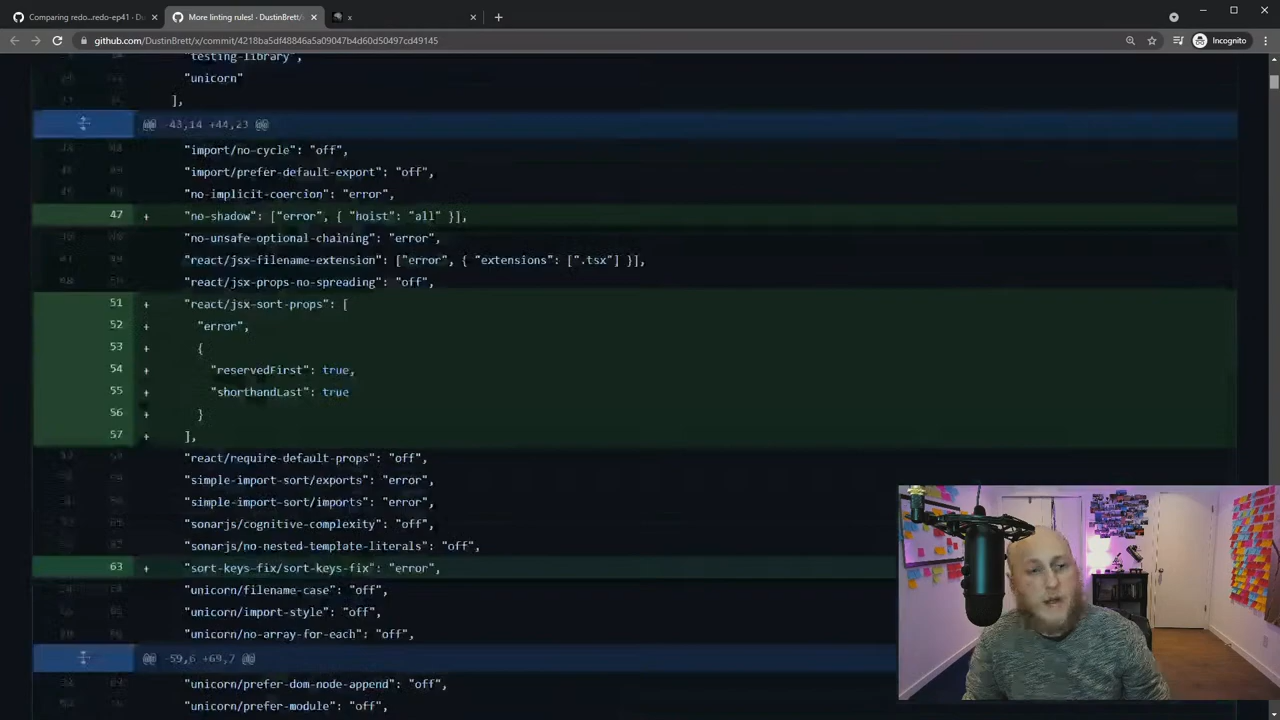 Comparing redo...redo-ep41 · Du
More linting rules! · DustinBrett/
x
github.com/DustinBrett/x/commit/4218ba5df48846a5a09047b4d60d50497cd49145
Incognito
"testing-library",
"unicorn"
],
@@ -43,14 +44,23 @@
"import/no-cycle": "off",
"import/prefer-default-export": "off",
"no-implicit-coercion": "error",
47 + "no-shadow": ["error", { "hoist": "all" }],
"no-unsafe-optional-chaining": "error",
"react/jsx-filename-extension": ["error", { "extensions": [".tsx"] }],
"react/jsx-props-no-spreading": "off",
51 + "react/jsx-sort-props": [
52 + "error",
53 + {
54 + "reservedFirst": true,
55 + "shorthandLast": true
56 + }
57 + ],
"react/require-default-props": "off",
"simple-import-sort/exports": "error",
"simple-import-sort/imports": "error",
"sonarjs/cognitive-complexity": "off",
"sonarjs/no-nested-template-literals": "off",
63 + "sort-keys-fix/sort-keys-fix": "error",
"unicorn/filename-case": "off",
"unicorn/import-style": "off",
"unicorn/no-array-for-each": "off",
@@ -59,6 +69,7 @@
"unicorn/prefer-dom-node-append": "off",
"unicorn/prefer-module": "off",